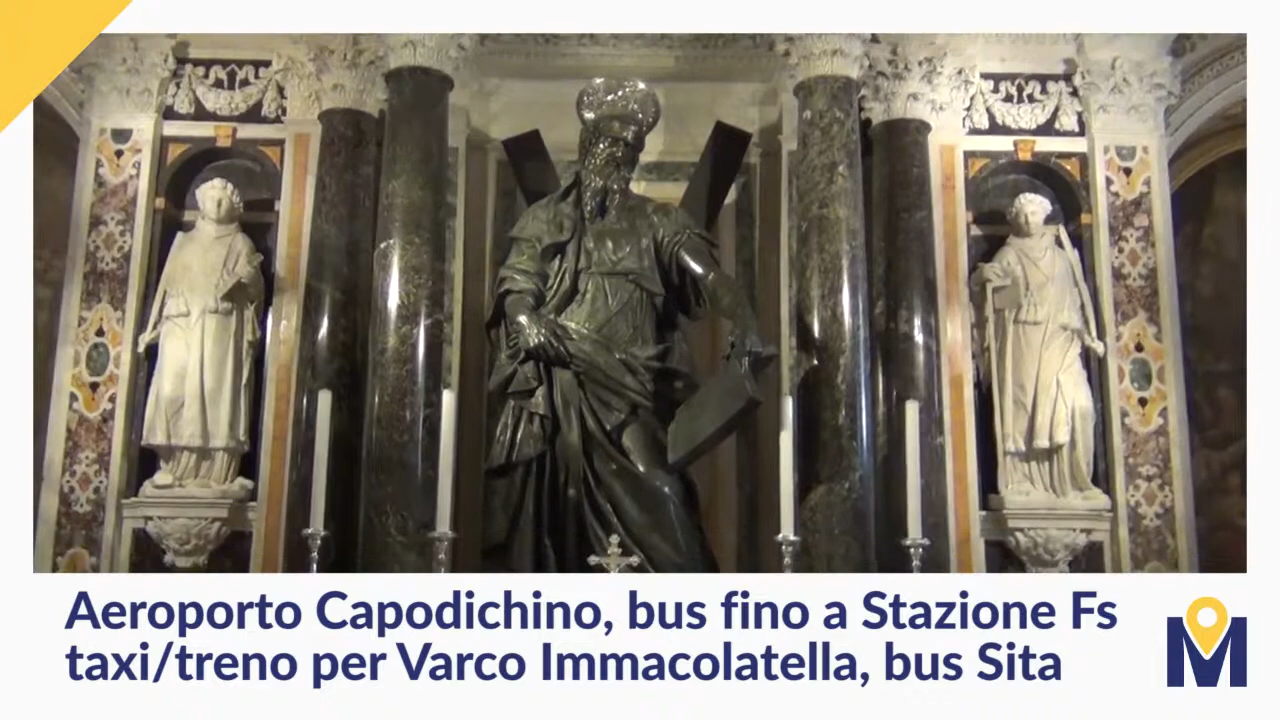 Aeroporto Capodichino, bus fino a Stazione Fs
taxi/treno per Varco Immacolatella, bus Sita
M